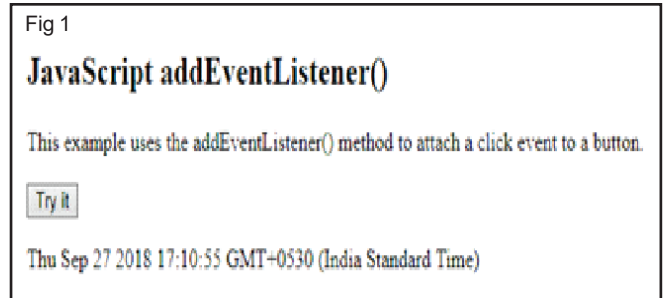 Fig 1
JavaScript addEventListener()
This example uses the addEventListener() method to attach a click event to a button.
Try it
Thu Sep 27 2018 17:10:55 GMT+0530 (India Standard Time)